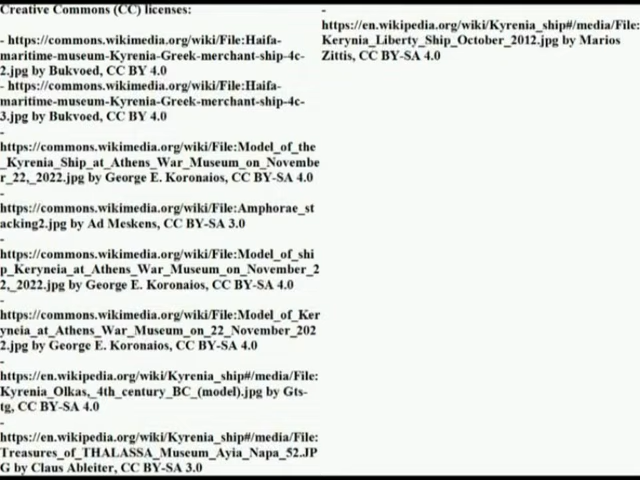 Creative Commons (CC) licenses:
- https://commons.wikimedia.org/wiki/File:Haifa-
maritime-museum-Kyrenia-Greek-merchant-ship-4c-
2.jpg by Bukvoed, CC BY 4.0
- https://commons.wikimedia.org/wiki/File:Haifa-
maritime-museum-Kyrenia-Greek-merchant-ship-4c-
3.jpg by Bukvoed, CC BY 4.0
-
https://commons.wikimedia.org/wiki/File:Model_of_the
_Kyrenia_Ship_at_Athens_War_Museum_on_Novembe
r_22,_2022.jpg by George E. Koronaios, CC BY-SA 4.0
-
https://commons.wikimedia.org/wiki/File:Amphorae_st
acking2.jpg by Ad Meskens, CC BY-SA 3.0
-
https://commons.wikimedia.org/wiki/File:Model_of_shi
p_Keryneia_at_Athens_War_Museum_on_November_2
2,_2022.jpg by George E. Koronaios, CC BY-SA 4.0
-
https://commons.wikimedia.org/wiki/File:Model_of_Ker
yneia_at_Athens_War_Museum_on_22_November_202
2.jpg by George E. Koronaios, CC BY-SA 4.0
-
https://en.wikipedia.org/wiki/Kyrenia_ship#/media/File:
Kyrenia_Olkas,_4th_century_BC_(model).jpg by Gts-
tg, CC BY-SA 4.0
-
https://en.wikipedia.org/wiki/Kyrenia_ship#/media/File:
Treasures_of_THALASSA_Museum_Ayia_Napa_52.JP
G by Claus Ableiter, CC BY-SA 3.0
-
https://en.wikipedia.org/wiki/Kyrenia_ship#/media/File:
Kerynia_Liberty_Ship_October_2012.jpg by Marios
Zittis, CC BY-SA 4.0